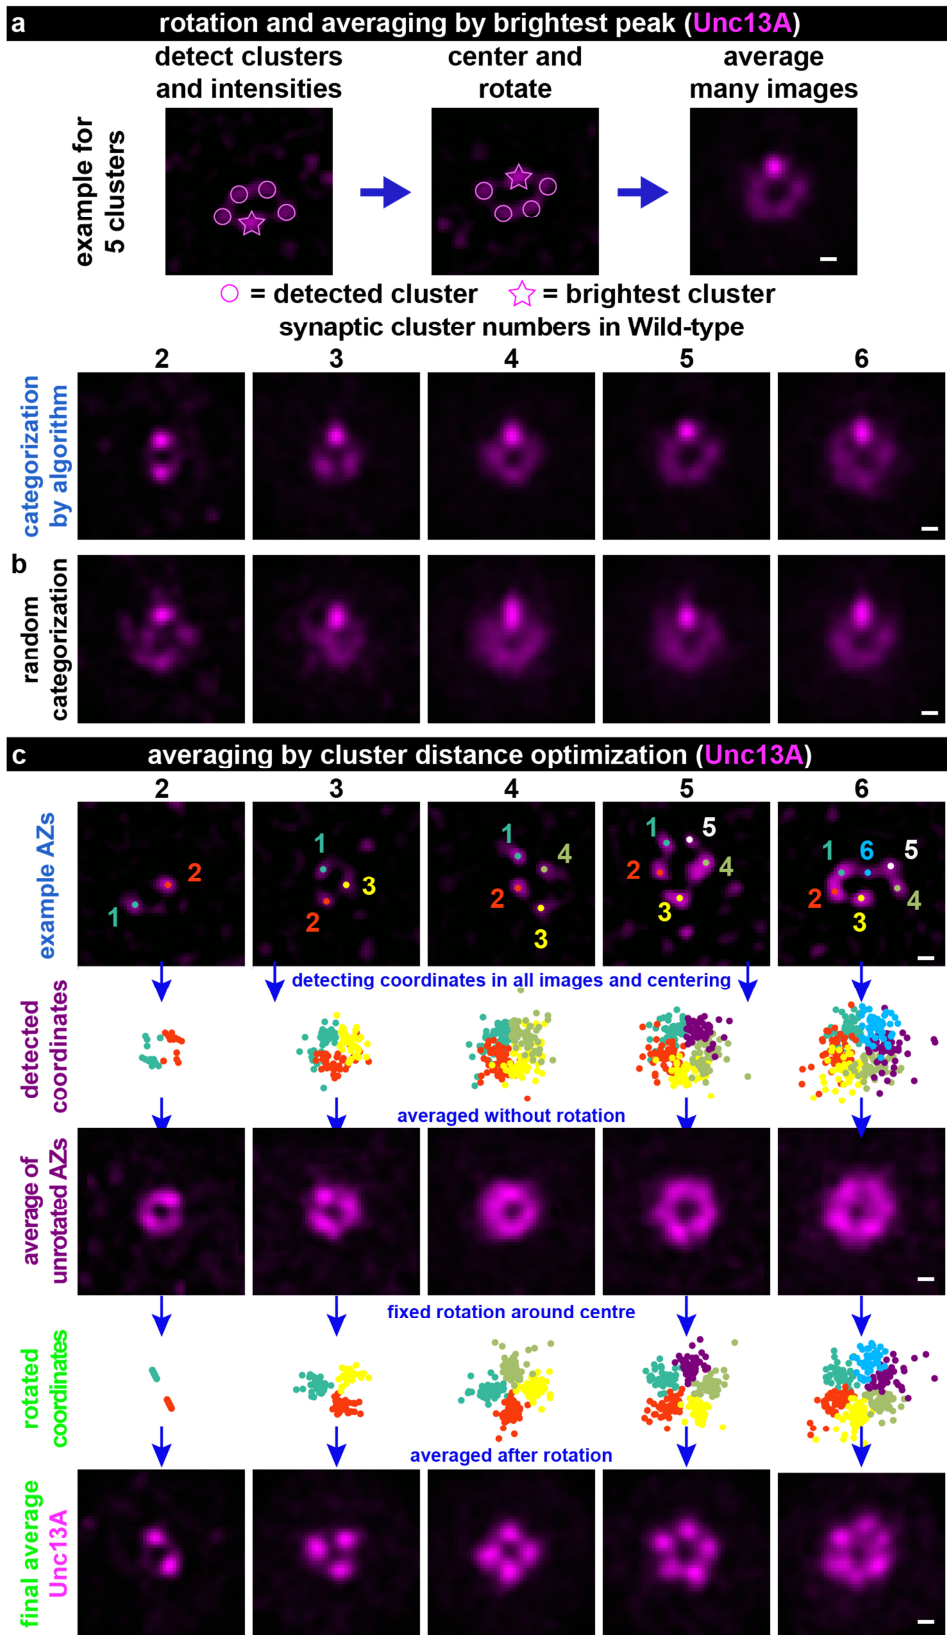 a rotation and averaging by brightest peak (Unc13A)
detect clusters
and intensities
center and
rotate
average
many images
example for
5 clusters
= detected cluster = brightest cluster
synaptic cluster numbers in Wild-type
2 3 4 5 6
categorization
by algorithm
b
random
categorization
c averaging by cluster distance optimization (Unc13A)
2 3 4 5 6
example AZs
1 2
1 2 3
1 2 3 4
1 2 3 4 5
1 2 3 4 5 6
detecting coordinates in all images and centering
detected
coordinates
averaged without rotation
average of
unrotated AZs
fixed rotation around centre
rotated
coordinates
averaged after rotation
final average
Unc13A